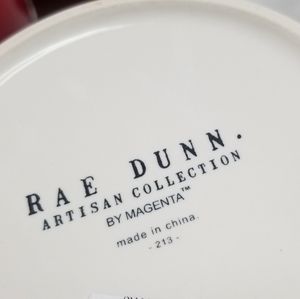 RAE DUNN.
ARTISAN COLLECTION
BY MAGENTA™
made in china.
- 213 -